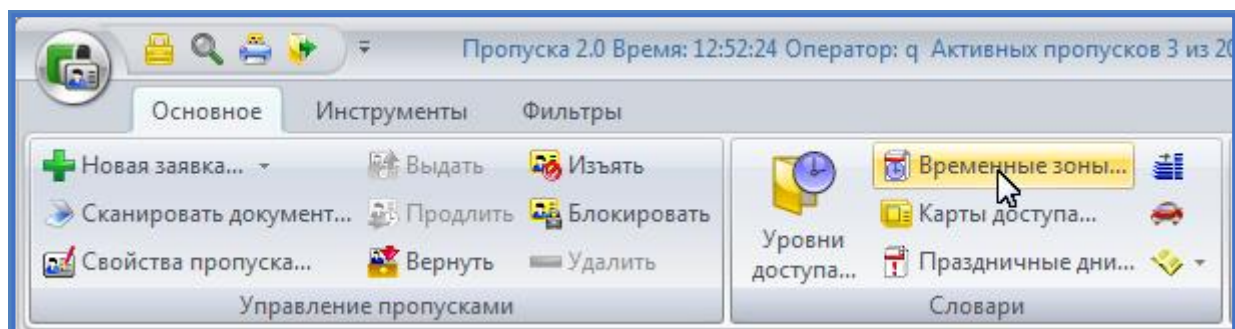 Пропуска 2.0 Время: 12:52:24 Оператор: q Активных пропусков 3 из 20
Основное Инструменты Фильтры
Новая заявка... Выдать Изъять Временные зоны...
Сканировать документ... Продлить Блокировать Карты доступа...
Уровни доступа...
Свойства пропуска... Вернуть Удалить Праздничные дни...
Управление пропусками Словари